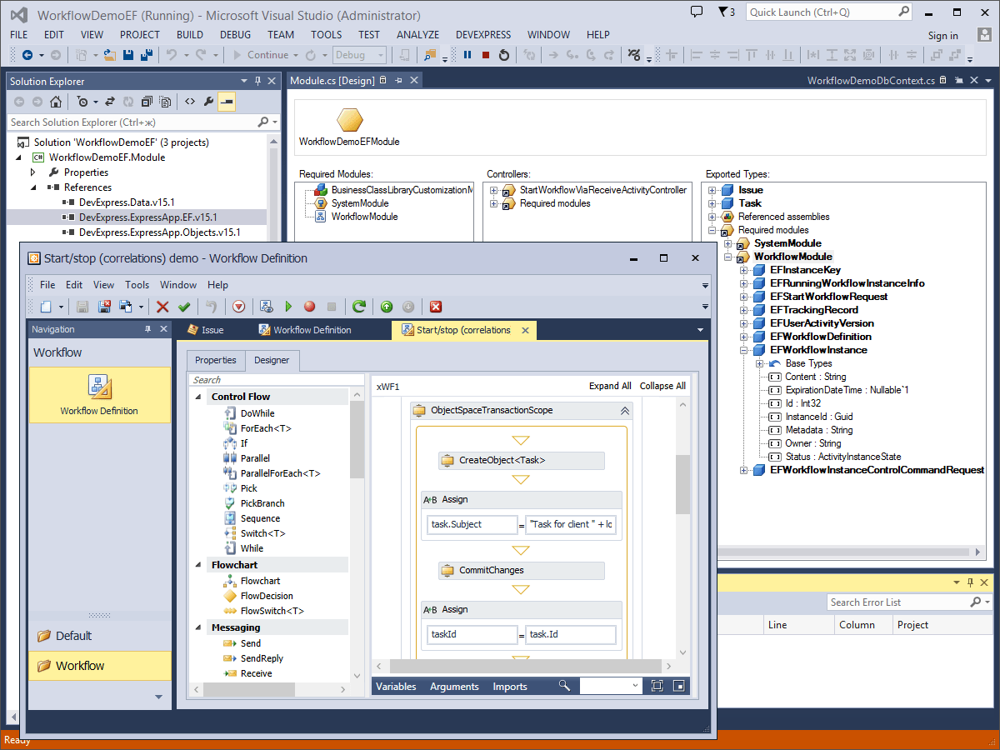 WorkflowDemoEF (Running) - Microsoft Visual Studio (Administrator)
3
Quick Launch (Ctrl+Q)
FILE EDIT VIEW PROJECT BUILD DEBUG TEAM TOOLS TEST ANALYZE DEVEXPRESS WINDOW HELP
Sign in
Continue
Debug
Solution Explorer
Search Solution Explorer (Ctrl+ж)
Solution 'WorkflowDemoEF' (3 projects)
C# WorkflowDemoEF.Module
Properties
References
DevExpress.Data.v15.1
DevExpress.ExpressApp.EF.v15.1
DevExpress.ExpressApp.Objects.v15.1
Module.cs [Design]
WorkflowDemoDbContext.cs
WorkflowDemoEFModule
Required Modules:
BusinessClassLibraryCustomizationM
SystemModule
WorkflowModule
Controllers:
StartWorkflowViaReceiveActivityController
Required modules
Exported Types:
Issue
Task
Referenced assemblies
Required modules
SystemModule
WorkflowModule
EFInstanceKey
EFRunningWorkflowInstanceInfo
EFStartWorkflowRequest
EFTrackingRecord
EFUserActivityVersion
EFWorkflowDefinition
EFWorkflowInstance
Base Types
Content : String
ExpirationDateTime : Nullable`1
Id : Int32
InstanceId : Guid
Metadata : String
Owner : String
Status : ActivityInstanceState
EFWorkflowInstanceControlCommandRequest
Search Error List
Line Column Project
Start/stop (correlations) demo - Workflow Definition
File Edit View Tools Window Help
Navigation
Workflow
Workflow Definition
Default
Workflow
Issue
Workflow Definition
Start/stop (correlations
Properties Designer
Search
Control Flow
DoWhile
ForEach<T>
If
Parallel
ParallelForEach<T>
Pick
PickBranch
Sequence
Switch<T>
While
Flowchart
Flowchart
FlowDecision
FlowSwitch<T>
Messaging
Send
SendReply
Receive
xWF1
Expand All Collapse All
ObjectSpaceTransactionScope
CreateObject<Task>
A+B Assign
task.Subject = "Task for client " + lo
CommitChanges
A+B Assign
taskId = task.Id
Variables Arguments Imports
Ready